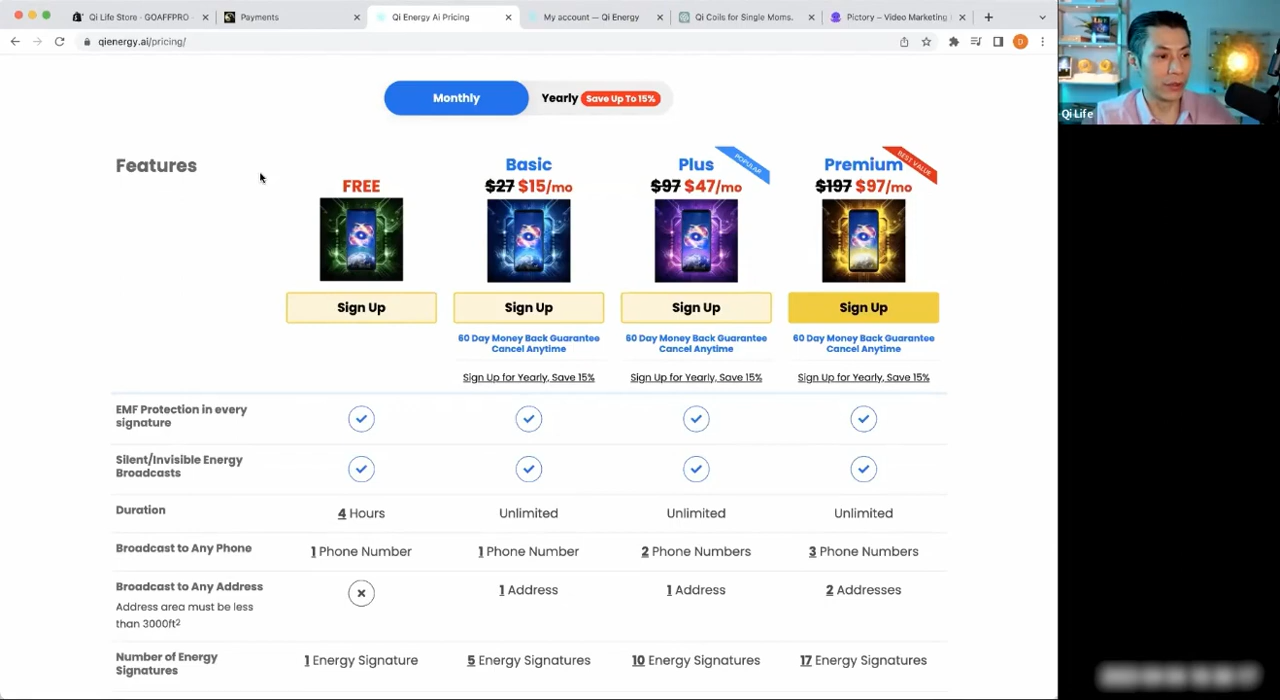 Qi Life Store - GOAFFPRO
Payments
Qi Energy Ai Pricing
My account – Qi Energy
Qi Coils for Single Moms.
Pictory – Video Marketing
qienergy.ai/pricing/
D
Qi Life
Monthly
Yearly Save Up To 15%
Features
FREE
Sign Up
Basic
$27 $15/mo
Sign Up
60 Day Money Back Guarantee
Cancel Anytime
Sign Up for Yearly, Save 15%
POPULAR
Plus
$97 $47/mo
Sign Up
60 Day Money Back Guarantee
Cancel Anytime
Sign Up for Yearly, Save 15%
BEST VALUE
Premium
$197 $97/mo
Sign Up
60 Day Money Back Guarantee
Cancel Anytime
Sign Up for Yearly, Save 15%
EMF Protection in every
signature
Silent/Invisible Energy
Broadcasts
Duration
4 Hours
Unlimited
Unlimited
Unlimited
Broadcast to Any Phone
1 Phone Number
1 Phone Number
2 Phone Numbers
3 Phone Numbers
Broadcast to Any Address
Address area must be less
than 3000ft²
1 Address
1 Address
2 Addresses
Number of Energy
Signatures
1 Energy Signature
5 Energy Signatures
10 Energy Signatures
17 Energy Signatures